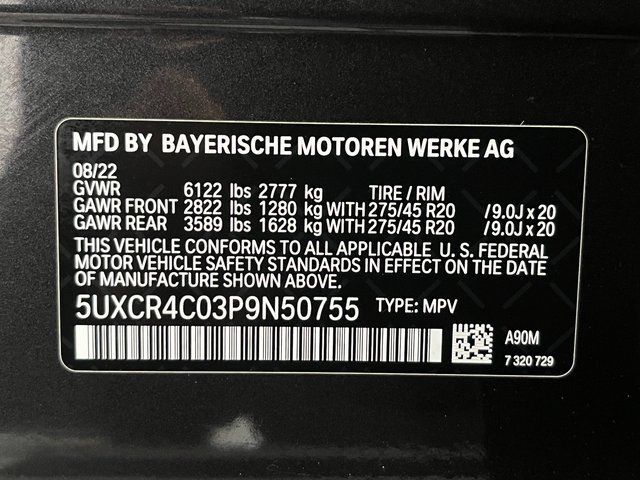 MFD BY BAYERISCHE MOTOREN WERKE AG
08/22
GVWR 6122 lbs 2777 kg TIRE / RIM
GAWR FRONT 2822 lbs 1280 kg WITH 275/45 R20 /9.0J x 20
GAWR REAR 3589 lbs 1628 kg WITH 275/45 R20 /9.0J x 20
THIS VEHICLE CONFORMS TO ALL APPLICABLE U.S. FEDERAL
MOTOR VEHICLE SAFETY STANDARDS IN EFFECT ON THE DATE
OF MANUFACTURE SHOWN ABOVE.
5UXCR4C03P9N50755 TYPE: MPV
A90M
7 320 729